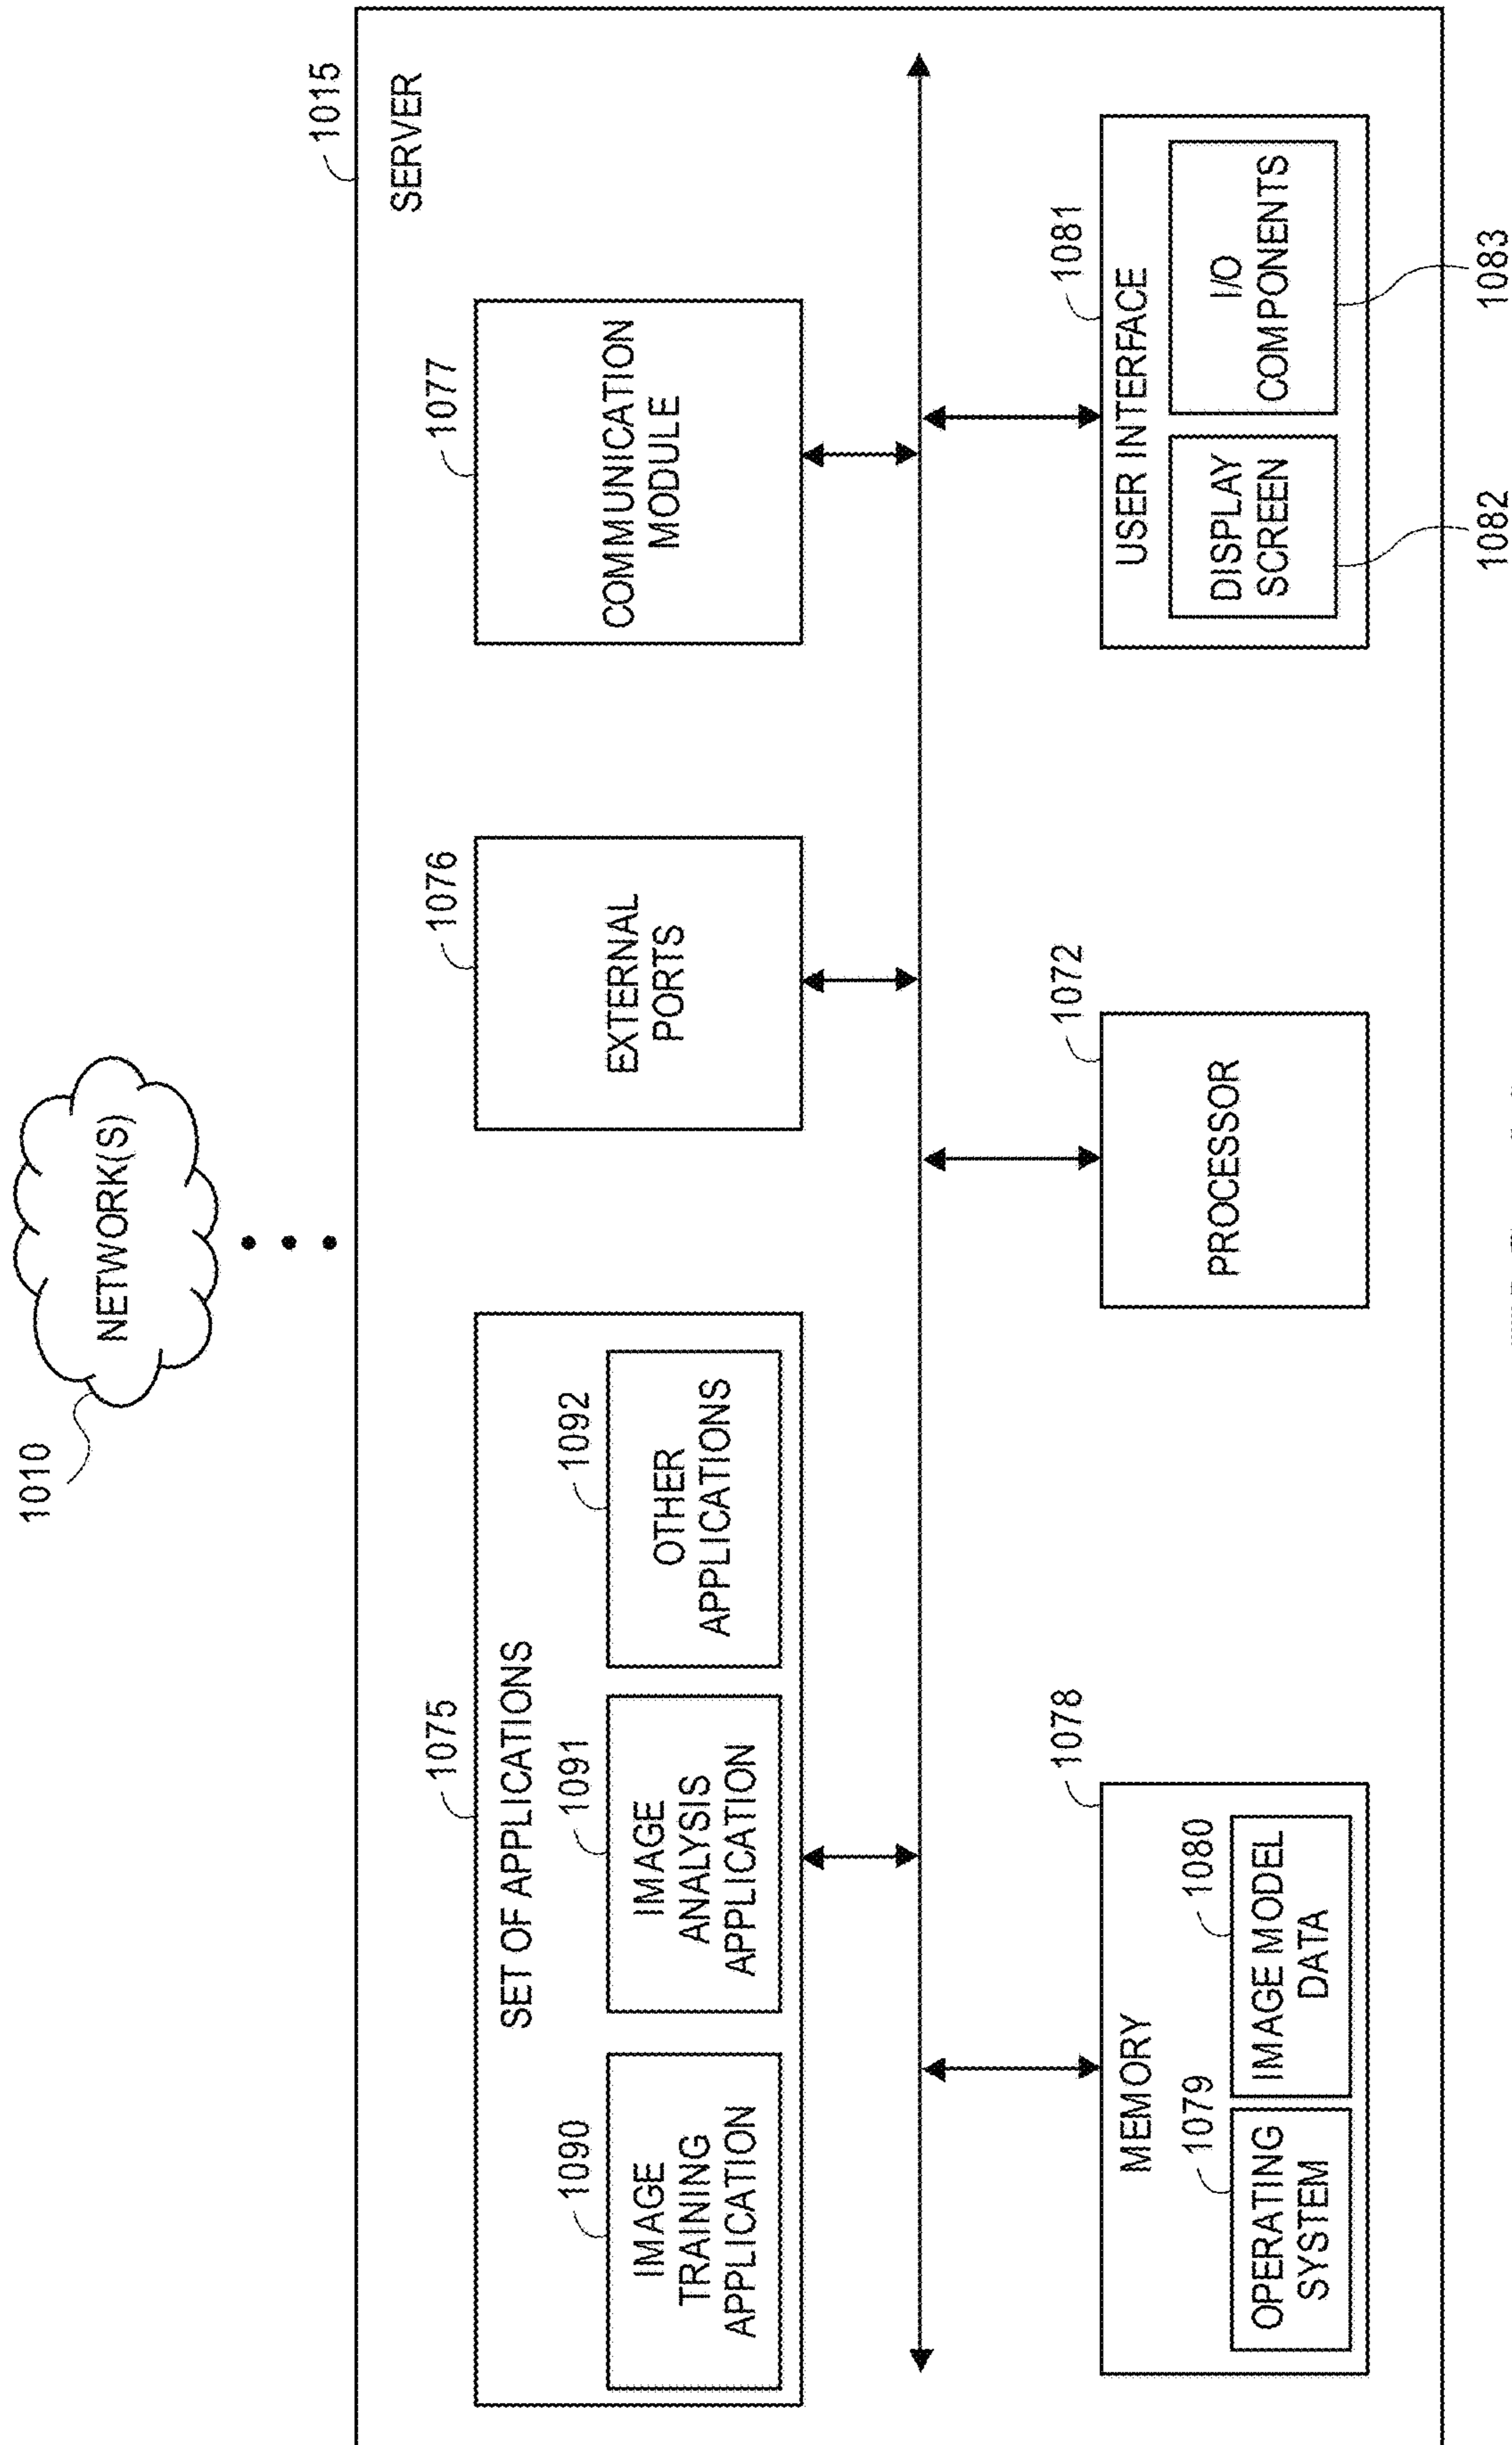 1010
NETWORK(S)
1015
SERVER
1075
SET OF APPLICATIONS
1090
IMAGE
TRAINING
APPLICATION
1091
IMAGE
ANALYSIS
APPLICATION
1092
OTHER
APPLICATIONS
1076
EXTERNAL
PORTS
1077
COMMUNICATION
MODULE
1078
MEMORY
1079
OPERATING
SYSTEM
1080
IMAGE MODEL
DATA
1072
PROCESSOR
1081
USER INTERFACE
DISPLAY
SCREEN
I/O
COMPONENTS
1082
1083